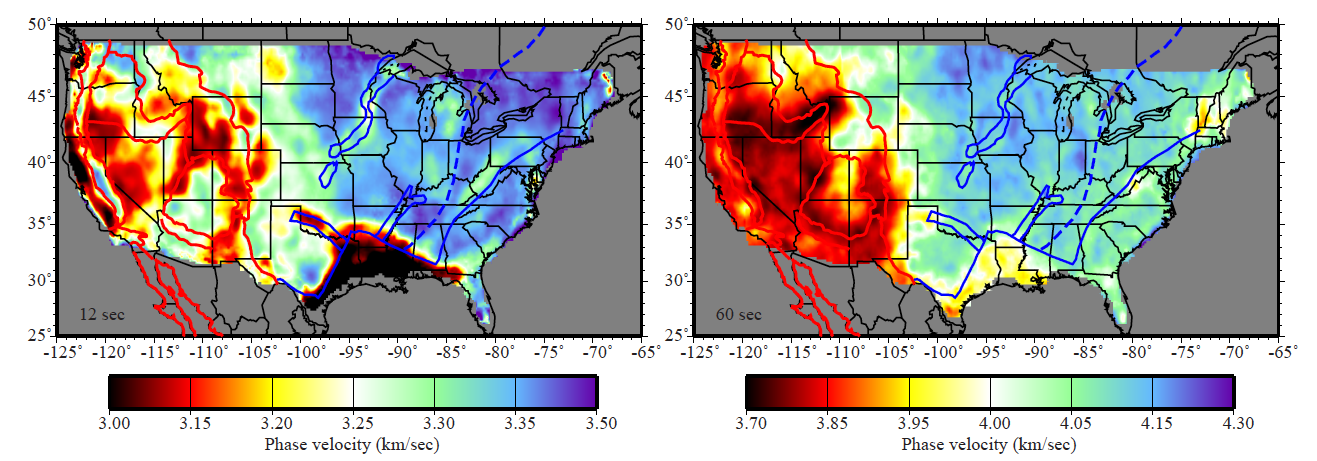 50˚
45˚
40˚
35˚
30˚
25˚
12 sec
-125˚ -120˚ -115˚ -110˚ -105˚ -100˚ -95˚ -90˚ -85˚ -80˚ -75˚ -70˚ -65˚
3.00 3.15 3.20 3.25 3.30 3.35 3.50
Phase velocity (km/sec)
50˚
45˚
40˚
35˚
30˚
25˚
60 sec
-125˚ -120˚ -115˚ -110˚ -105˚ -100˚ -95˚ -90˚ -85˚ -80˚ -75˚ -70˚ -65˚
3.70 3.85 3.95 4.00 4.05 4.15 4.30
Phase velocity (km/sec)